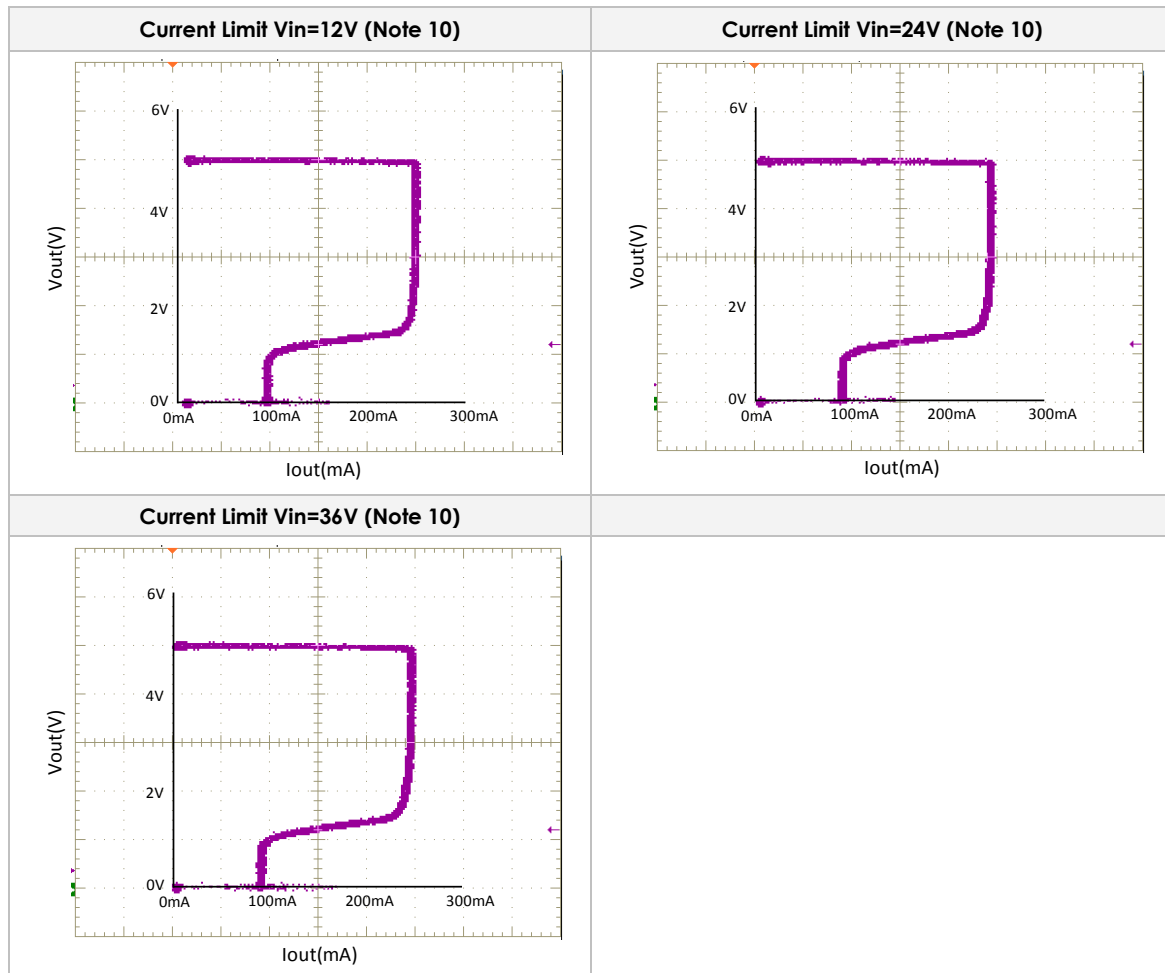 Current Limit Vin=12V (Note 10)
Current Limit Vin=24V (Note 10)
6V
4V
2V
0V
Vout(V)
0mA 100mA 200mA 300mA
Iout(mA)
6V
4V
2V
0V
Vout(V)
0mA 100mA 200mA 300mA
Iout(mA)
Current Limit Vin=36V (Note 10)
6V
4V
2V
0V
Vout(V)
0mA 100mA 200mA 300mA
Iout(mA)